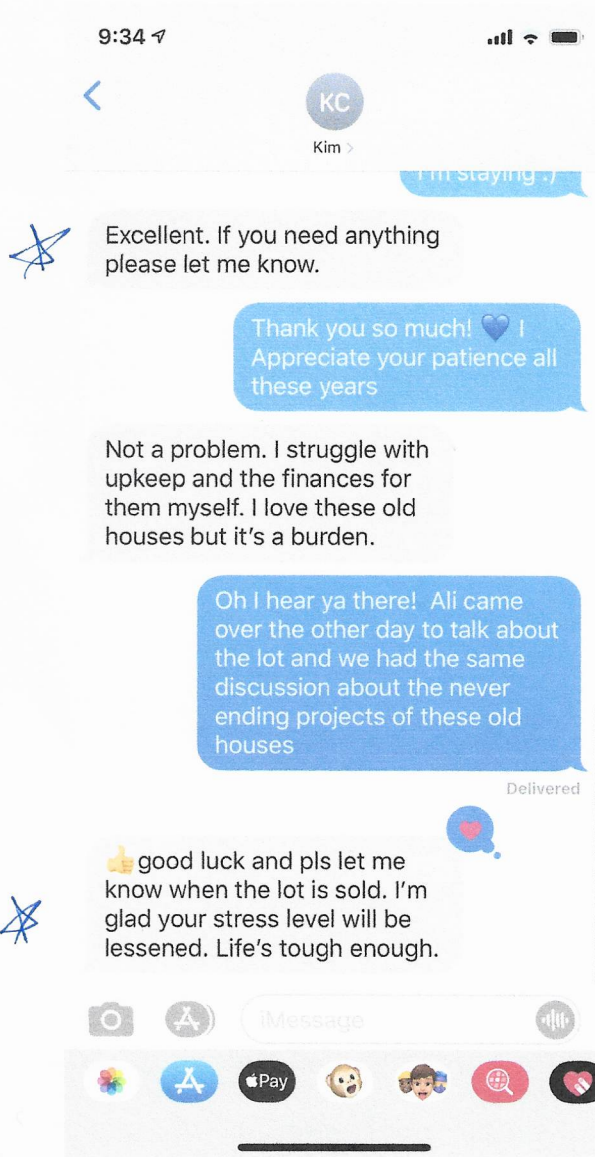 9:34
KC
Kim >
I'm staying :)
Excellent. If you need anything
please let me know.
Thank you so much! 💙 I
Appreciate your patience all
these years
Not a problem. I struggle with
upkeep and the finances for
them myself. I love these old
houses but it's a burden.
Oh I hear ya there!  Ali came
over the other day to talk about
the lot and we had the same
discussion about the never
ending projects of these old
houses
Delivered
👍 good luck and pls let me
know when the lot is sold. I'm
glad your stress level will be
lessened. Life's tough enough.
iMessage
Pay